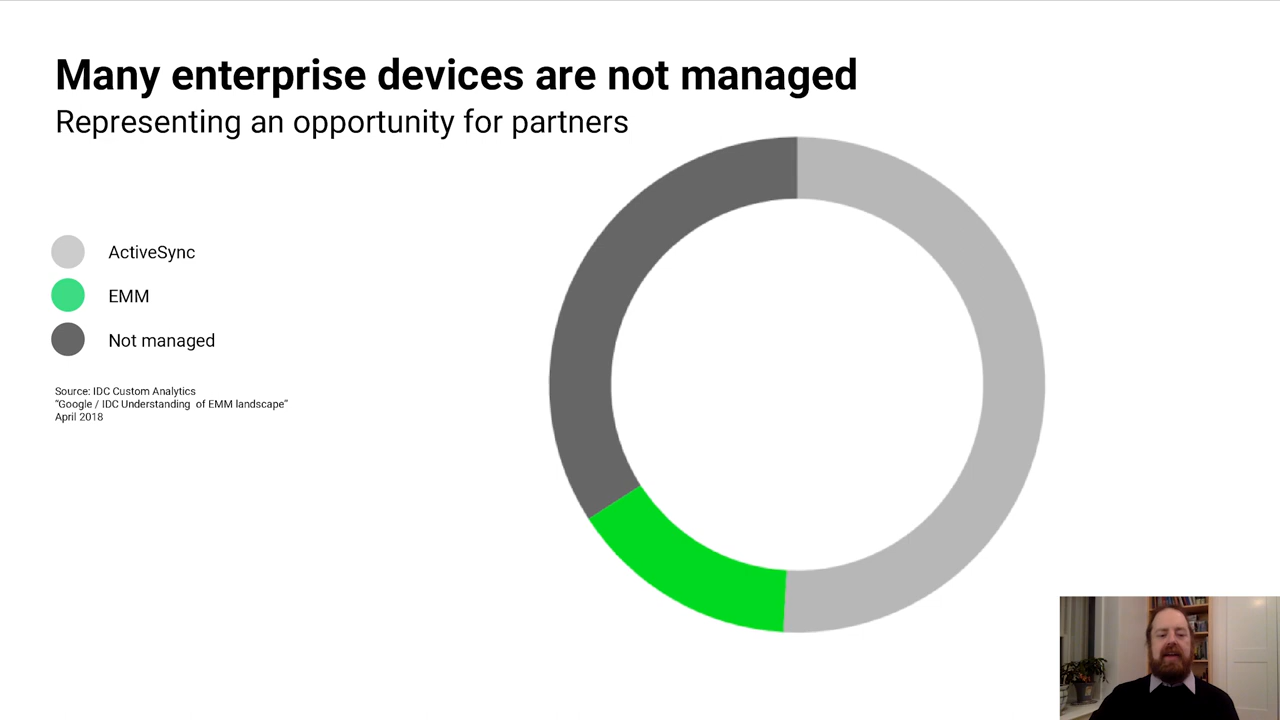 Many enterprise devices are not managed
Representing an opportunity for partners
ActiveSync
EMM
Not managed
Source: IDC Custom Analytics
“Google / IDC Understanding  of EMM landscape”
April 2018